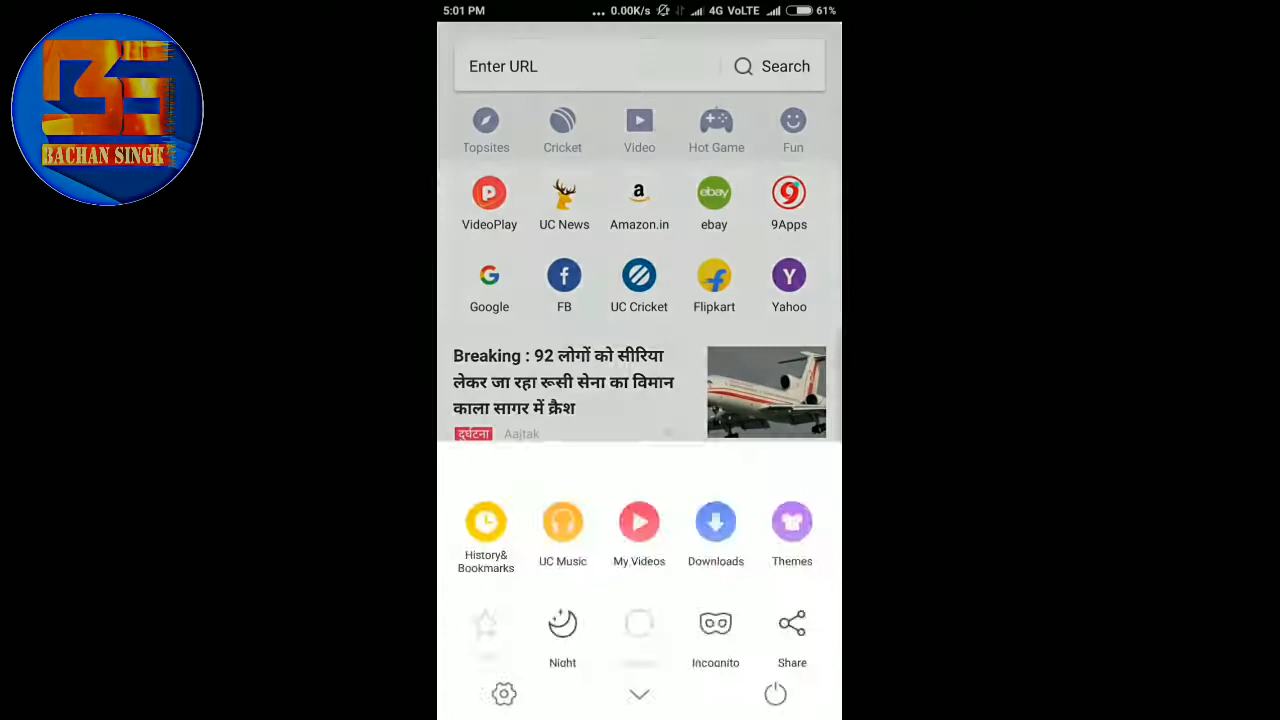 5:01 PM ... 0.00K/s 4G VoLTE 61%
BACHAN SINGH
Enter URL Search
Topsites Cricket Video Hot Game Fun
VideoPlay UC News Amazon.in ebay 9Apps
Google FB UC Cricket Flipkart Yahoo
Breaking : 92 लोगों को सीरिया
लेकर जा रहा रूसी सेना का विमान
काला सागर में क्रैश
दुर्घटना Aajtak
History& Bookmarks UC Music My Videos Downloads Themes
Night Incognito Share